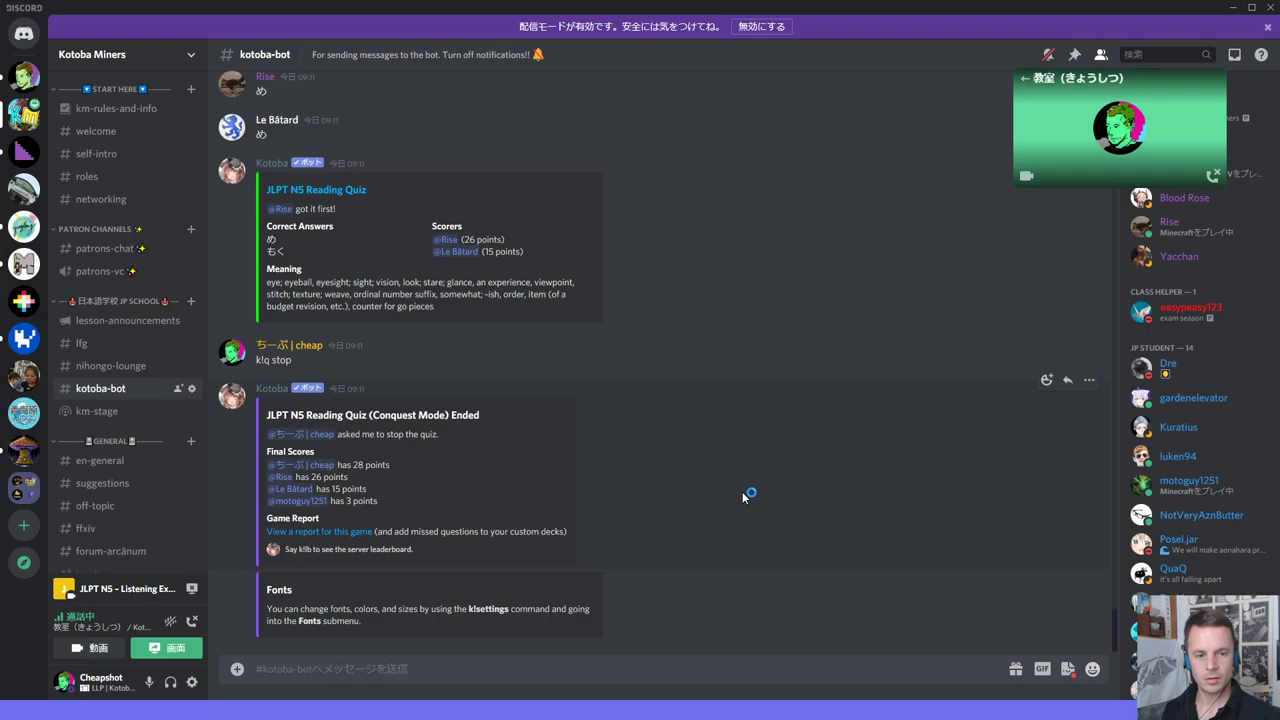 DISCORD
配信モードが有効です。安全には気をつけてね。
無効にする
Kotoba Miners
START HERE
km-rules-and-info
welcome
self-intro
roles
networking
PATRON CHANNELS
patrons-chat
patrons-vc
日本語学校 JP SCHOOL
lesson-announcements
lfg
nihongo-lounge
kotoba-bot
km-stage
GENERAL
en-general
suggestions
off-topic
ffxiv
forum-arcānum
JLPT N5 – Listening Ex...
通話中
教室（きょうしつ） / Kot...
動画
画面
Cheapshot
LLP | Kotob...
# kotoba-bot
For sending messages to the bot. Turn off notifications!!
検索
Rise 今日 09:11
め
Le Bâtard 今日 09:11
め
Kotoba ボット 今日 09:11
JLPT N5 Reading Quiz
@Rise got it first!
Correct Answers
め
もく
Scorers
@Rise (26 points)
@Le Bâtard (15 points)
Meaning
eye; eyeball, eyesight; sight; vision, look; stare; glance, an experience, viewpoint,
stitch; texture; weave, ordinal number suffix, somewhat; -ish, order, item (of a
budget revision, etc.), counter for go pieces
ちーぷ | cheap 今日 09:11
k!q stop
Kotoba ボット 今日 09:11
JLPT N5 Reading Quiz (Conquest Mode) Ended
@ちーぷ | cheap asked me to stop the quiz.
Final Scores
@ちーぷ | cheap has 28 points
@Rise has 26 points
@Le Bâtard has 15 points
@motoguy1251 has 3 points
Game Report
View a report for this game (and add missed questions to your custom decks)
Say k!lb to see the server leaderboard.
Fonts
You can change fonts, colors, and sizes by using the k!settings command and going
into the Fonts submenu.
#kotoba-botへメッセージを送信
GIF
教室（きょうしつ）
Vをプレイ...
Blood Rose
Rise
Minecraftをプレイ中
Yacchan
CLASS HELPER — 1
easypeasy123
exam season
JP STUDENT — 14
Dre
gardenelevator
Kuratius
luken94
motoguy1251
Minecraftをプレイ中
NotVeryAznButter
Posei.jar
We will make aonahara pr...
QuaQ
it's all falling apart